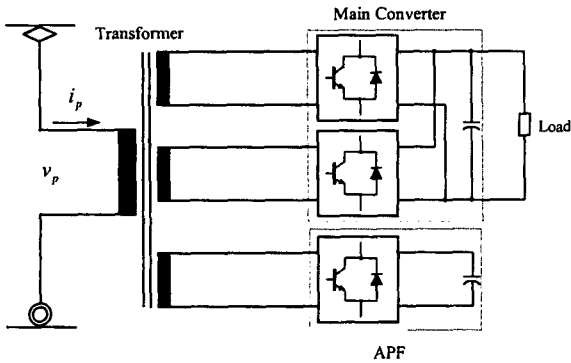 Main Converter
Transformer
i_p
Load
v_p
APF